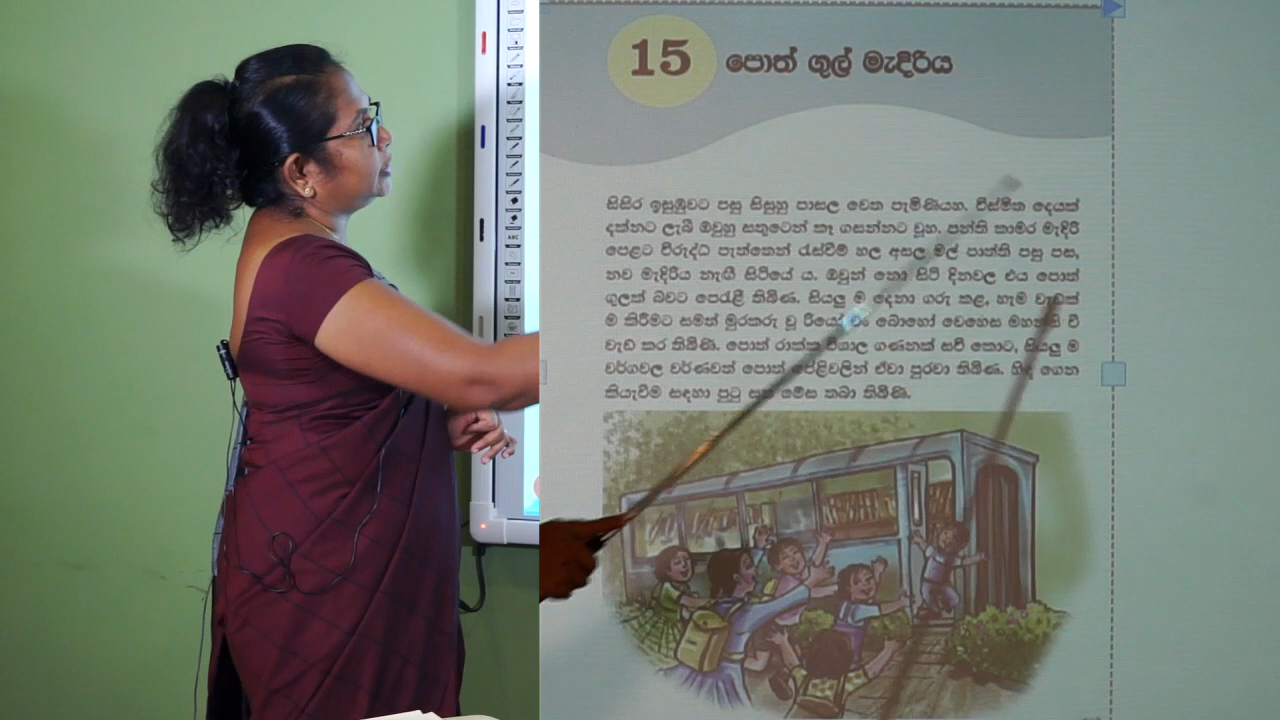 15 පොත් ගුල් මැදිරිය
සිසිර ඉසුඹුවට පසු සිසුහු පාසල වෙත පැමිණියහ. විස්මිත දෙයක්
දක්නට ලැබී ඔවුහු සතුටෙන් කෑ ගසන්නට වූහ. පන්ති කාමර මැදිරි
පෙළට විරුද්ධ පැත්තෙන් රැස්වීම් හල අසල මල් පාත්ති පසු පස,
නව මැදිරිය නැඟී සිටියේ ය. ඔවුන් නො සිටි දිනවල එය පොත්
ගුලක් බවට පෙරැළී තිබිණ. සියලු ම දෙනා ගරු කළ, හැම වැඩක්
ම කිරීමට සමත් මුරකරු වූ බොහෝ වෙහෙස මහන්සි වී
වැඩ කර තිබිණි. පොත් රාක්ක විශාල ගණනක් සවි කොට, සියලු ම
වර්ගවල වර්ණවත් පොත් පේළිවලින් ඒවා පුරවා තිබිණ. හිඳ ගෙන
කියැවීම සඳහා පුටු සහ මේස තබා තිබිණි.